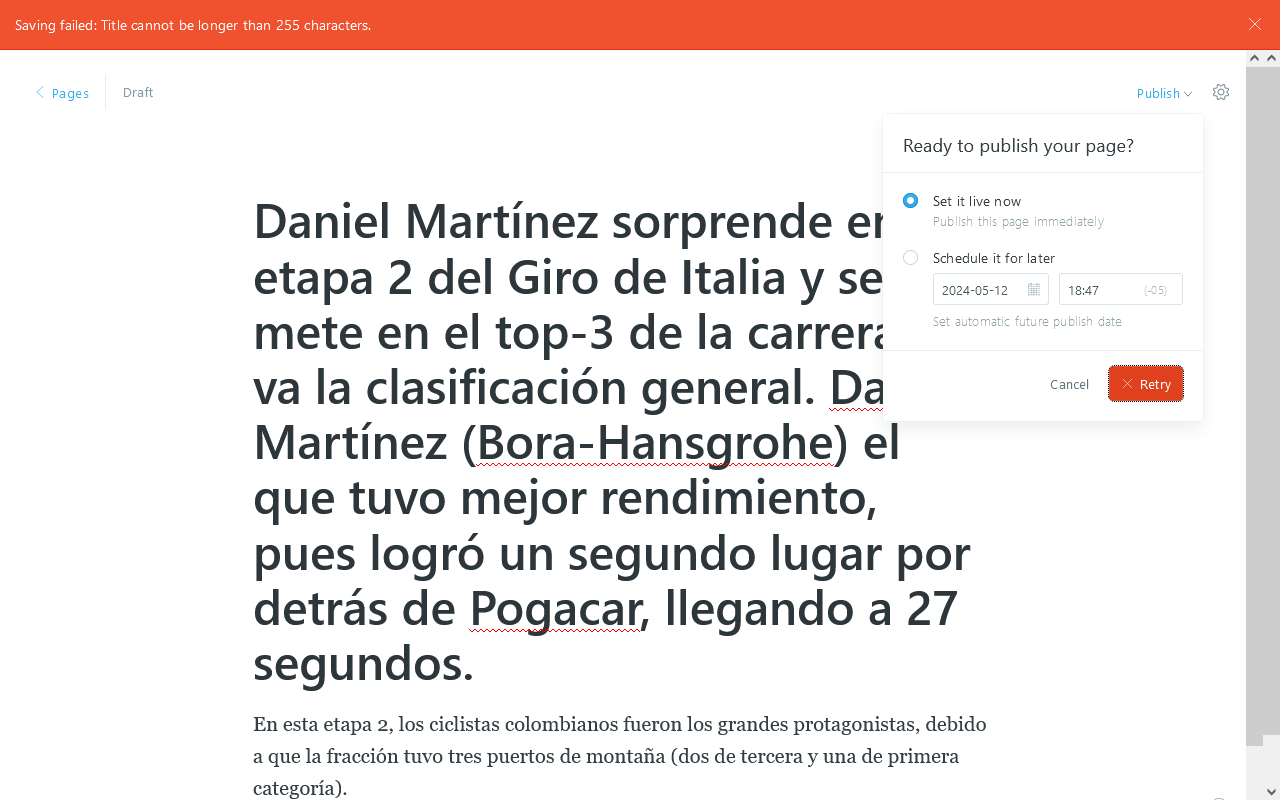 Saving failed: Title cannot be longer than 255 characters.
Pages
Draft
Publish
Ready to publish your page?
Set it live now
Publish this page immediately
Schedule it for later
2024-05-12
18:47
(-05)
Set automatic future publish date
Cancel
Retry
Daniel Martínez sorprende en
etapa 2 del Giro de Italia y se
mete en el top-3 de la carrera
va la clasificación general. Da
Martínez (Bora-Hansgrohe) el
que tuvo mejor rendimiento,
pues logró un segundo lugar por
detrás de Pogacar, llegando a 27
segundos.
En esta etapa 2, los ciclistas colombianos fueron los grandes protagonistas, debido
a que la fracción tuvo tres puertos de montaña (dos de tercera y una de primera
categoría).